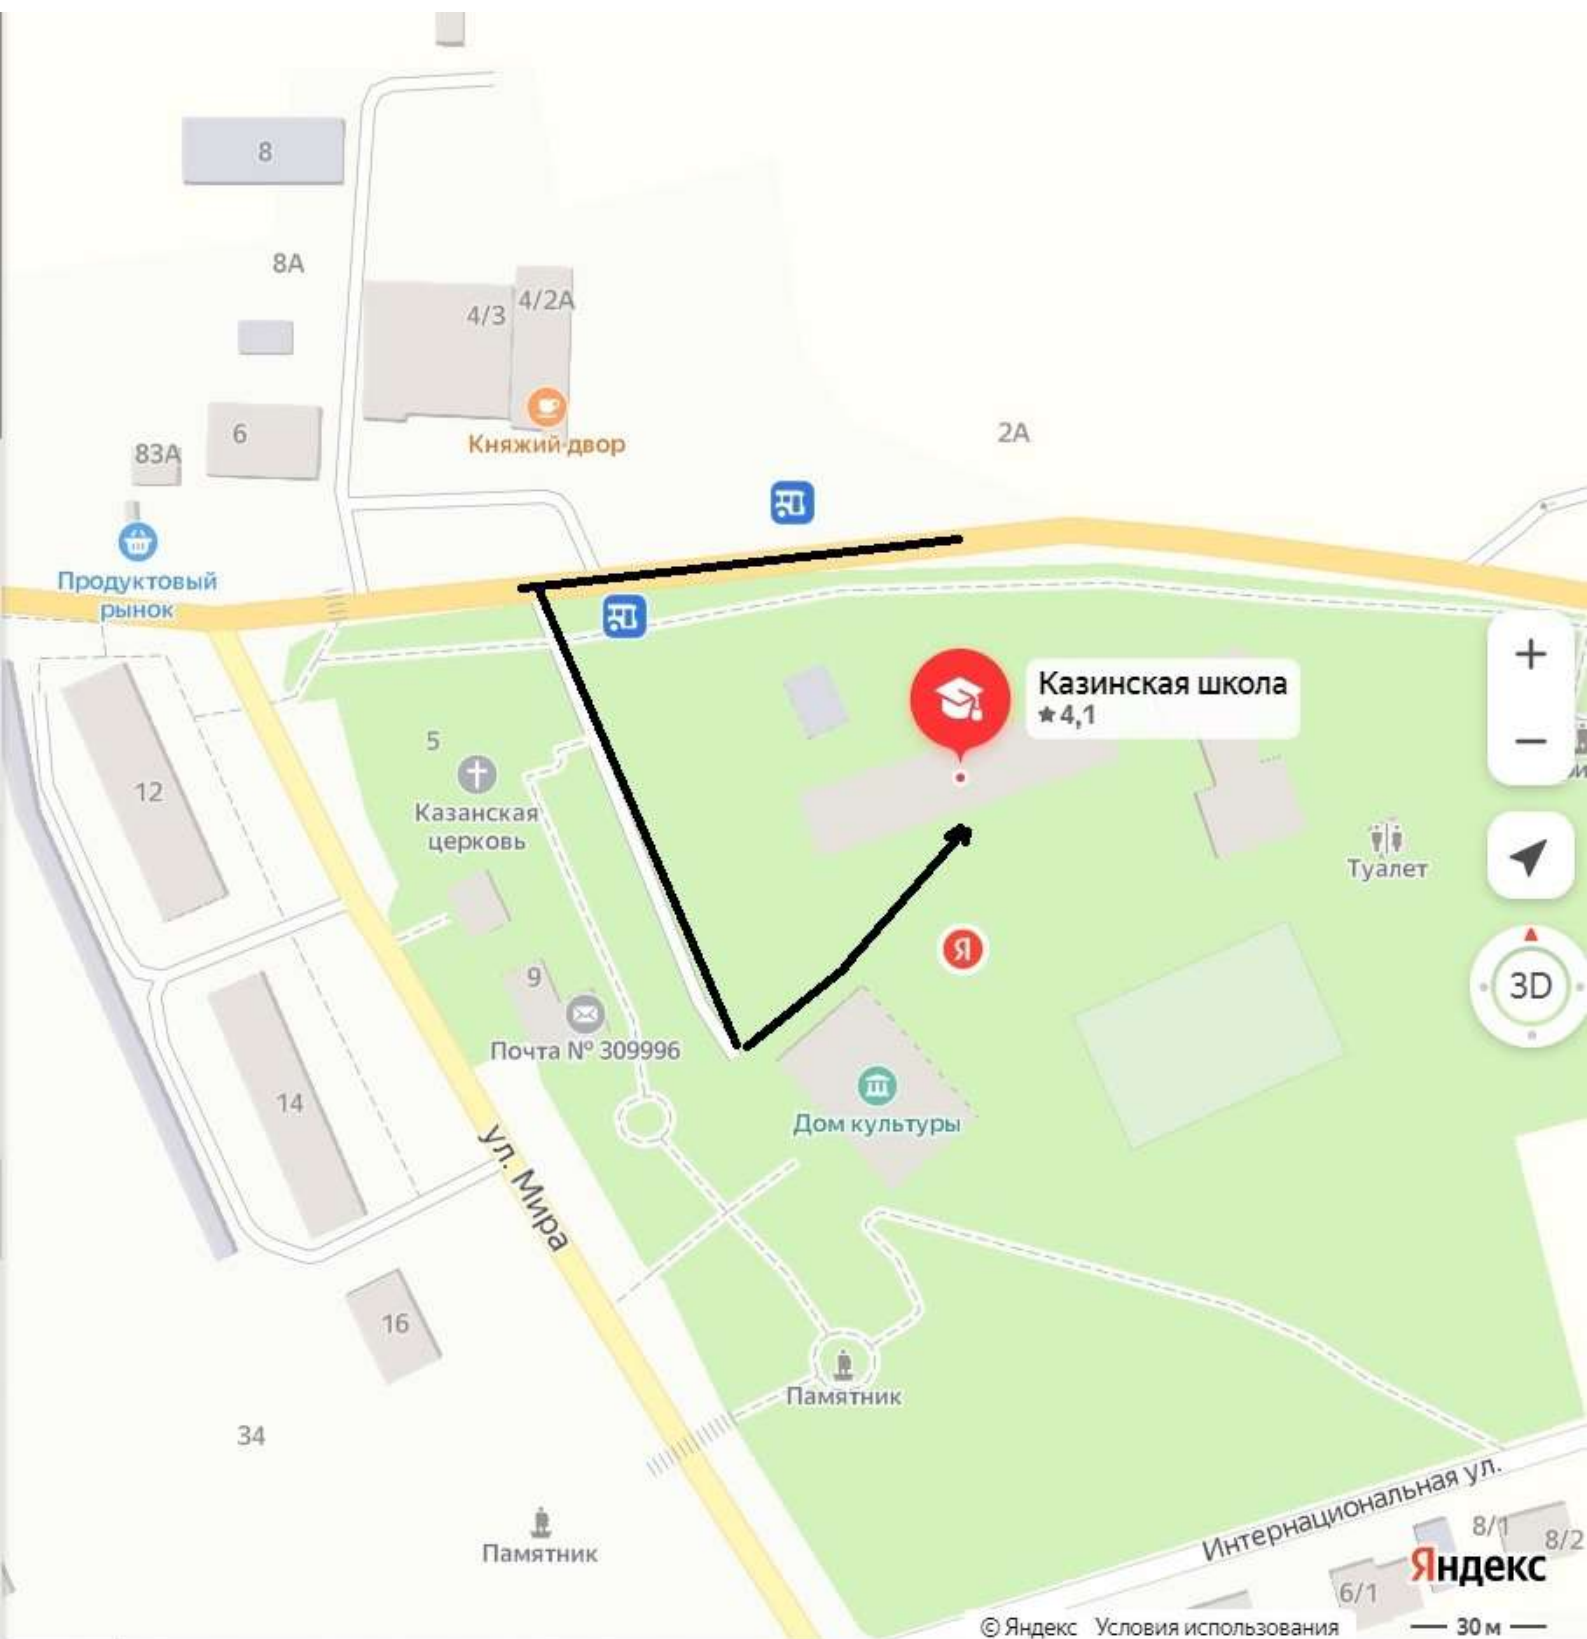 8
8А
4/3
4/2А
Княжий двор
2А
6
83А
Продуктовый
рынок
Казинская школа
4,1
+
−
5
12
Казанская
церковь
Туалет
9
Я
3D
Почта № 309996
14
Дом культуры
ул. Мира
16
Памятник
34
Памятник
Интернациональная ул.
8/1
8/2
6/1
Яндекс
© Яндекс Условия использования
30 м